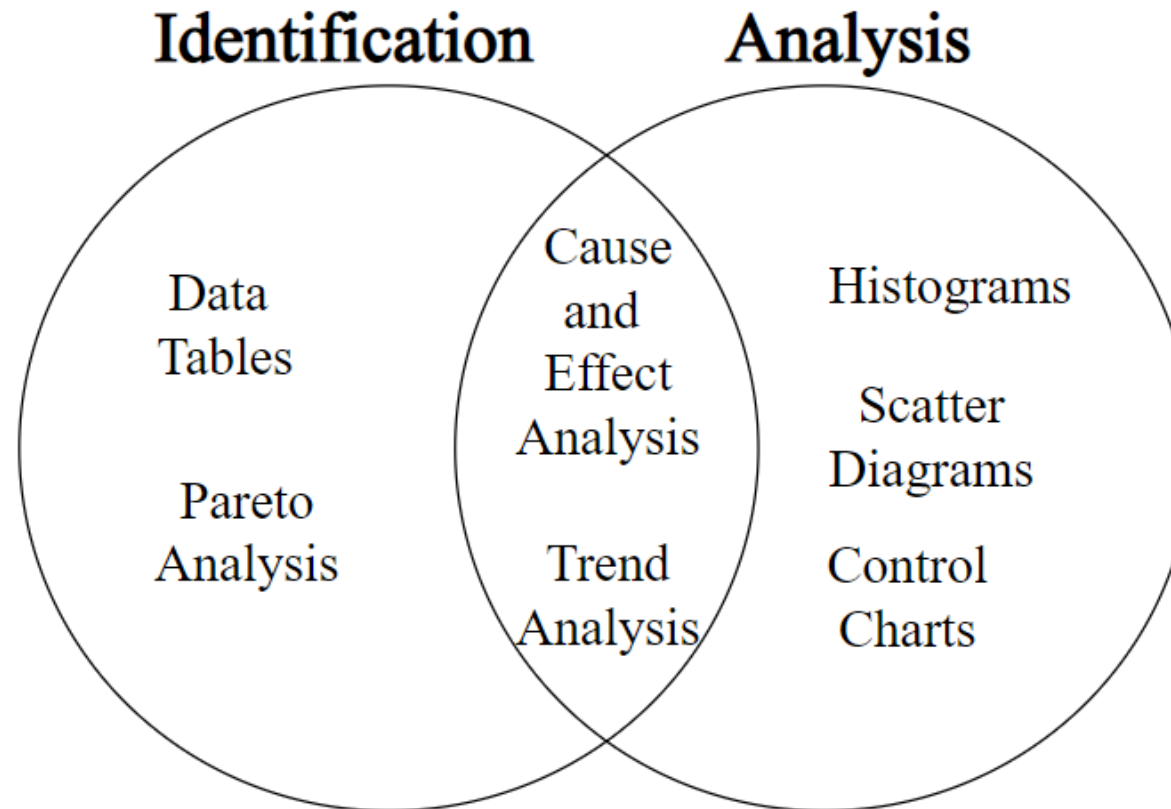 Identification
Analysis
Data
Tables
Pareto
Analysis
Cause
and
Effect
Analysis
Trend
Analysis
Histograms
Scatter
Diagrams
Control
Charts